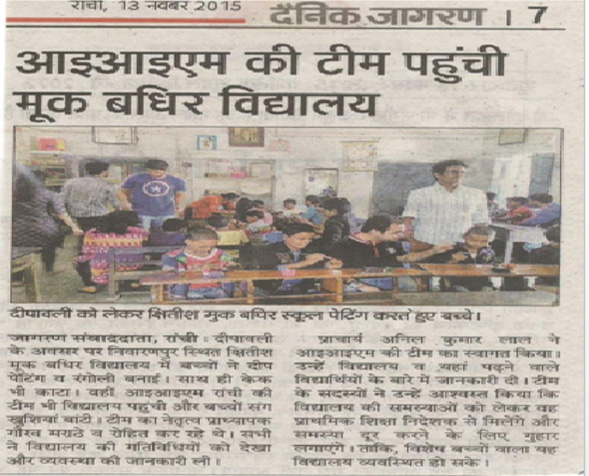 रांची, 13 नवंबर 2015 दैनिक जागरण । 7
आइआइएम की टीम पहुंची
मूक बधिर विद्यालय
दीपावली को लेकर क्षितीश मुक बधिर स्कूल पेटिंग करते हुए बच्चे।
जागरण संवाददाता, रांची : दीपावली
के अवसर पर निवारणपुर स्थित क्षितीश
मूक बधिर विद्यालय में बच्चों ने दीप
पेंटिंग व रंगोली बनाई। साथ ही केक
भी काटा। वहीं आइआइएम रांची की
टीम भी विद्यालय पहुंची और बच्चों संग
खुशियां बांटी। टीम का नेतृत्व प्राध्यापक
गौरव मराठे व रोहित कर रहे थे। सभी
ने विद्यालय की गतिविधियों को देखा
और व्यवस्था की जानकारी ली।
प्राचार्य अनिल कुमार लाल ने
आइआइएम की टीम का स्वागत किया।
उन्हें विद्यालय व यहां पढ़ने वाले
विद्यार्थियों के बारे में जानकारी दी। टीम
के सदस्यों ने उन्हें आश्वस्त किया कि
विद्यालय की समस्याओं को लेकर वह
प्राथमिक शिक्षा निदेशक से मिलेंगे और
समस्या दूर करने के लिए गुहार
लगाएंगे। ताकि, विशेष बच्चों वाला यह
विद्यालय व्यवस्थित हो सके